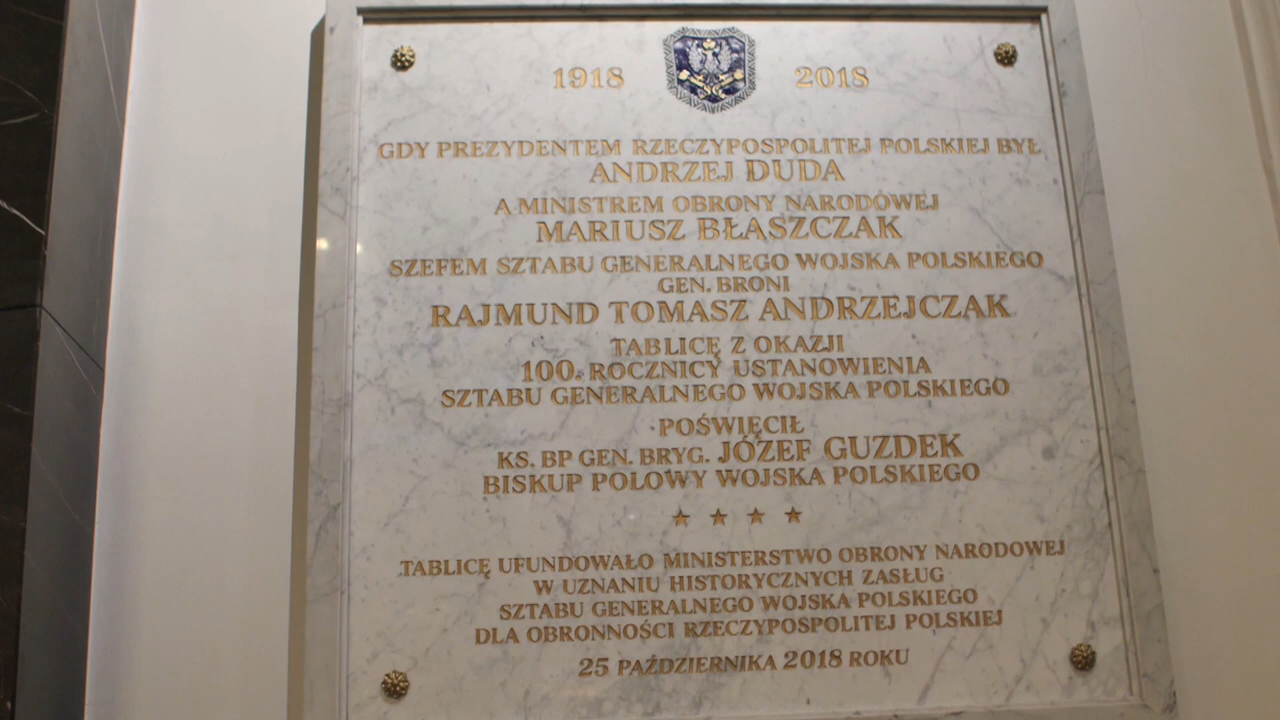 1918 2018
GDY PREZYDENTEM RZECZYPOSPOLITEJ POLSKIEJ BYŁ
ANDRZEJ DUDA
A MINISTREM OBRONY NARODOWEJ
MARIUSZ BŁASZCZAK
SZEFEM SZTABU GENERALNEGO WOJSKA POLSKIEGO
GEN. BRONI
RAJMUND TOMASZ ANDRZEJCZAK
TABLICĘ Z OKAZJI
100. ROCZNICY USTANOWIENIA
SZTABU GENERALNEGO WOJSKA POLSKIEGO
POŚWIĘCIŁ
KS. BP GEN. BRYG. JÓZEF GUZDEK
BISKUP POLOWY WOJSKA POLSKIEGO
TABLICĘ UFUNDOWAŁO MINISTERSTWO OBRONY NARODOWEJ
W UZNANIU HISTORYCZNYCH ZASŁUG
SZTABU GENERALNEGO WOJSKA POLSKIEGO
DLA OBRONNOŚCI RZECZYPOSPOLITEJ POLSKIEJ
25 PAŹDZIERNIKA 2018 ROKU